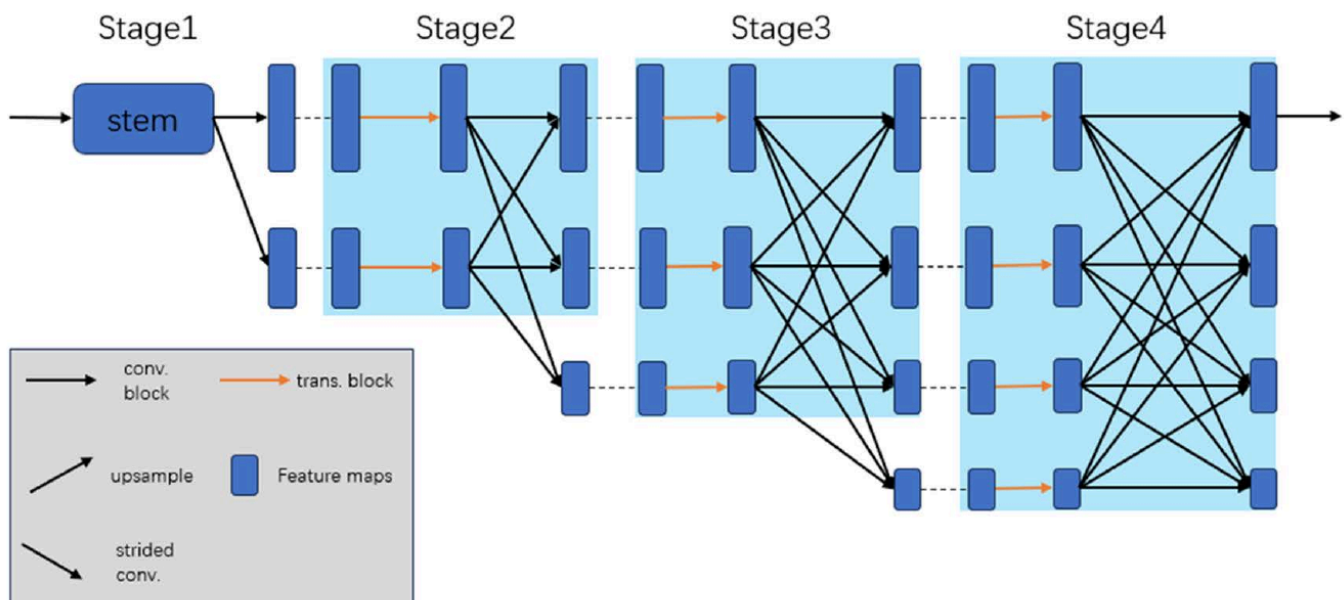 Stage1
Stage2
Stage3
Stage4
stem
conv.
block
trans. block
upsample
Feature maps
strided
conv.